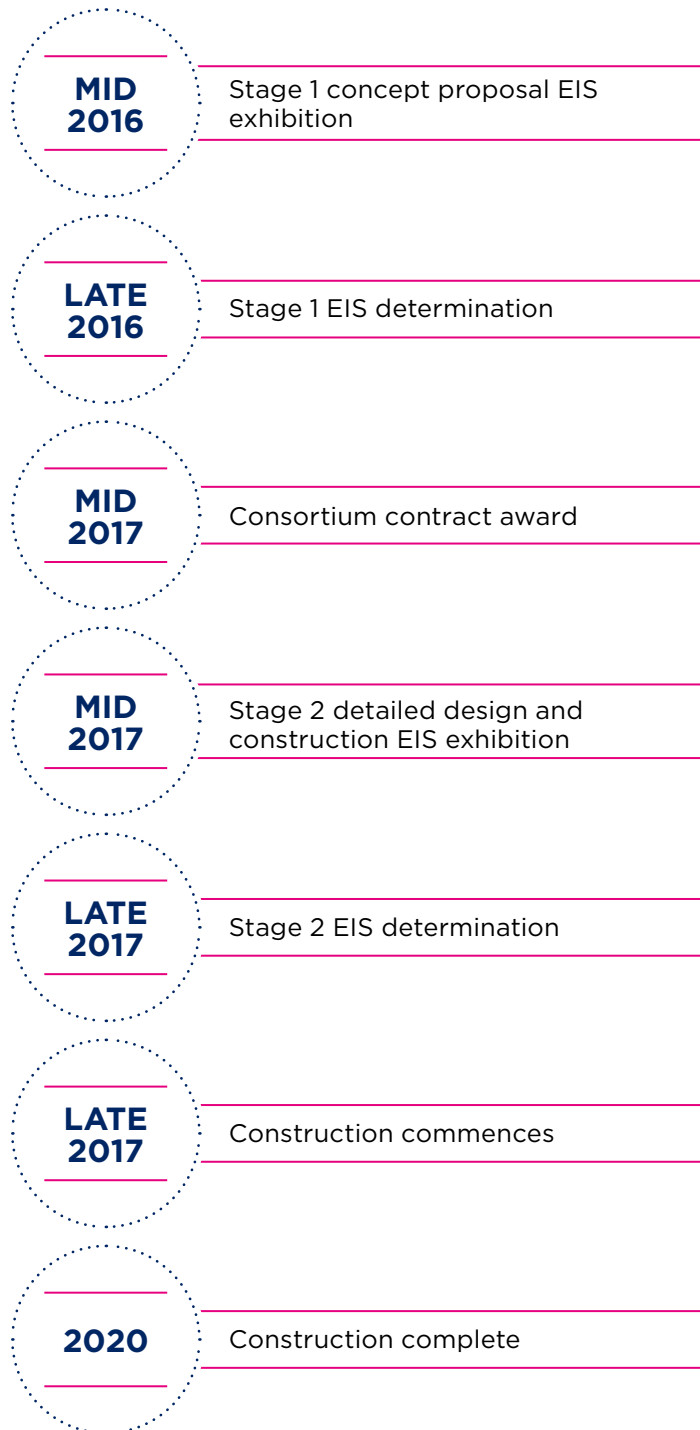 MID
2016
Stage 1 concept proposal EIS
exhibition
LATE
2016
Stage 1 EIS determination
MID
2017
Consortium contract award
MID
2017
Stage 2 detailed design and
construction EIS exhibition
LATE
2017
Stage 2 EIS determination
LATE
2017
Construction commences
2020
Construction complete